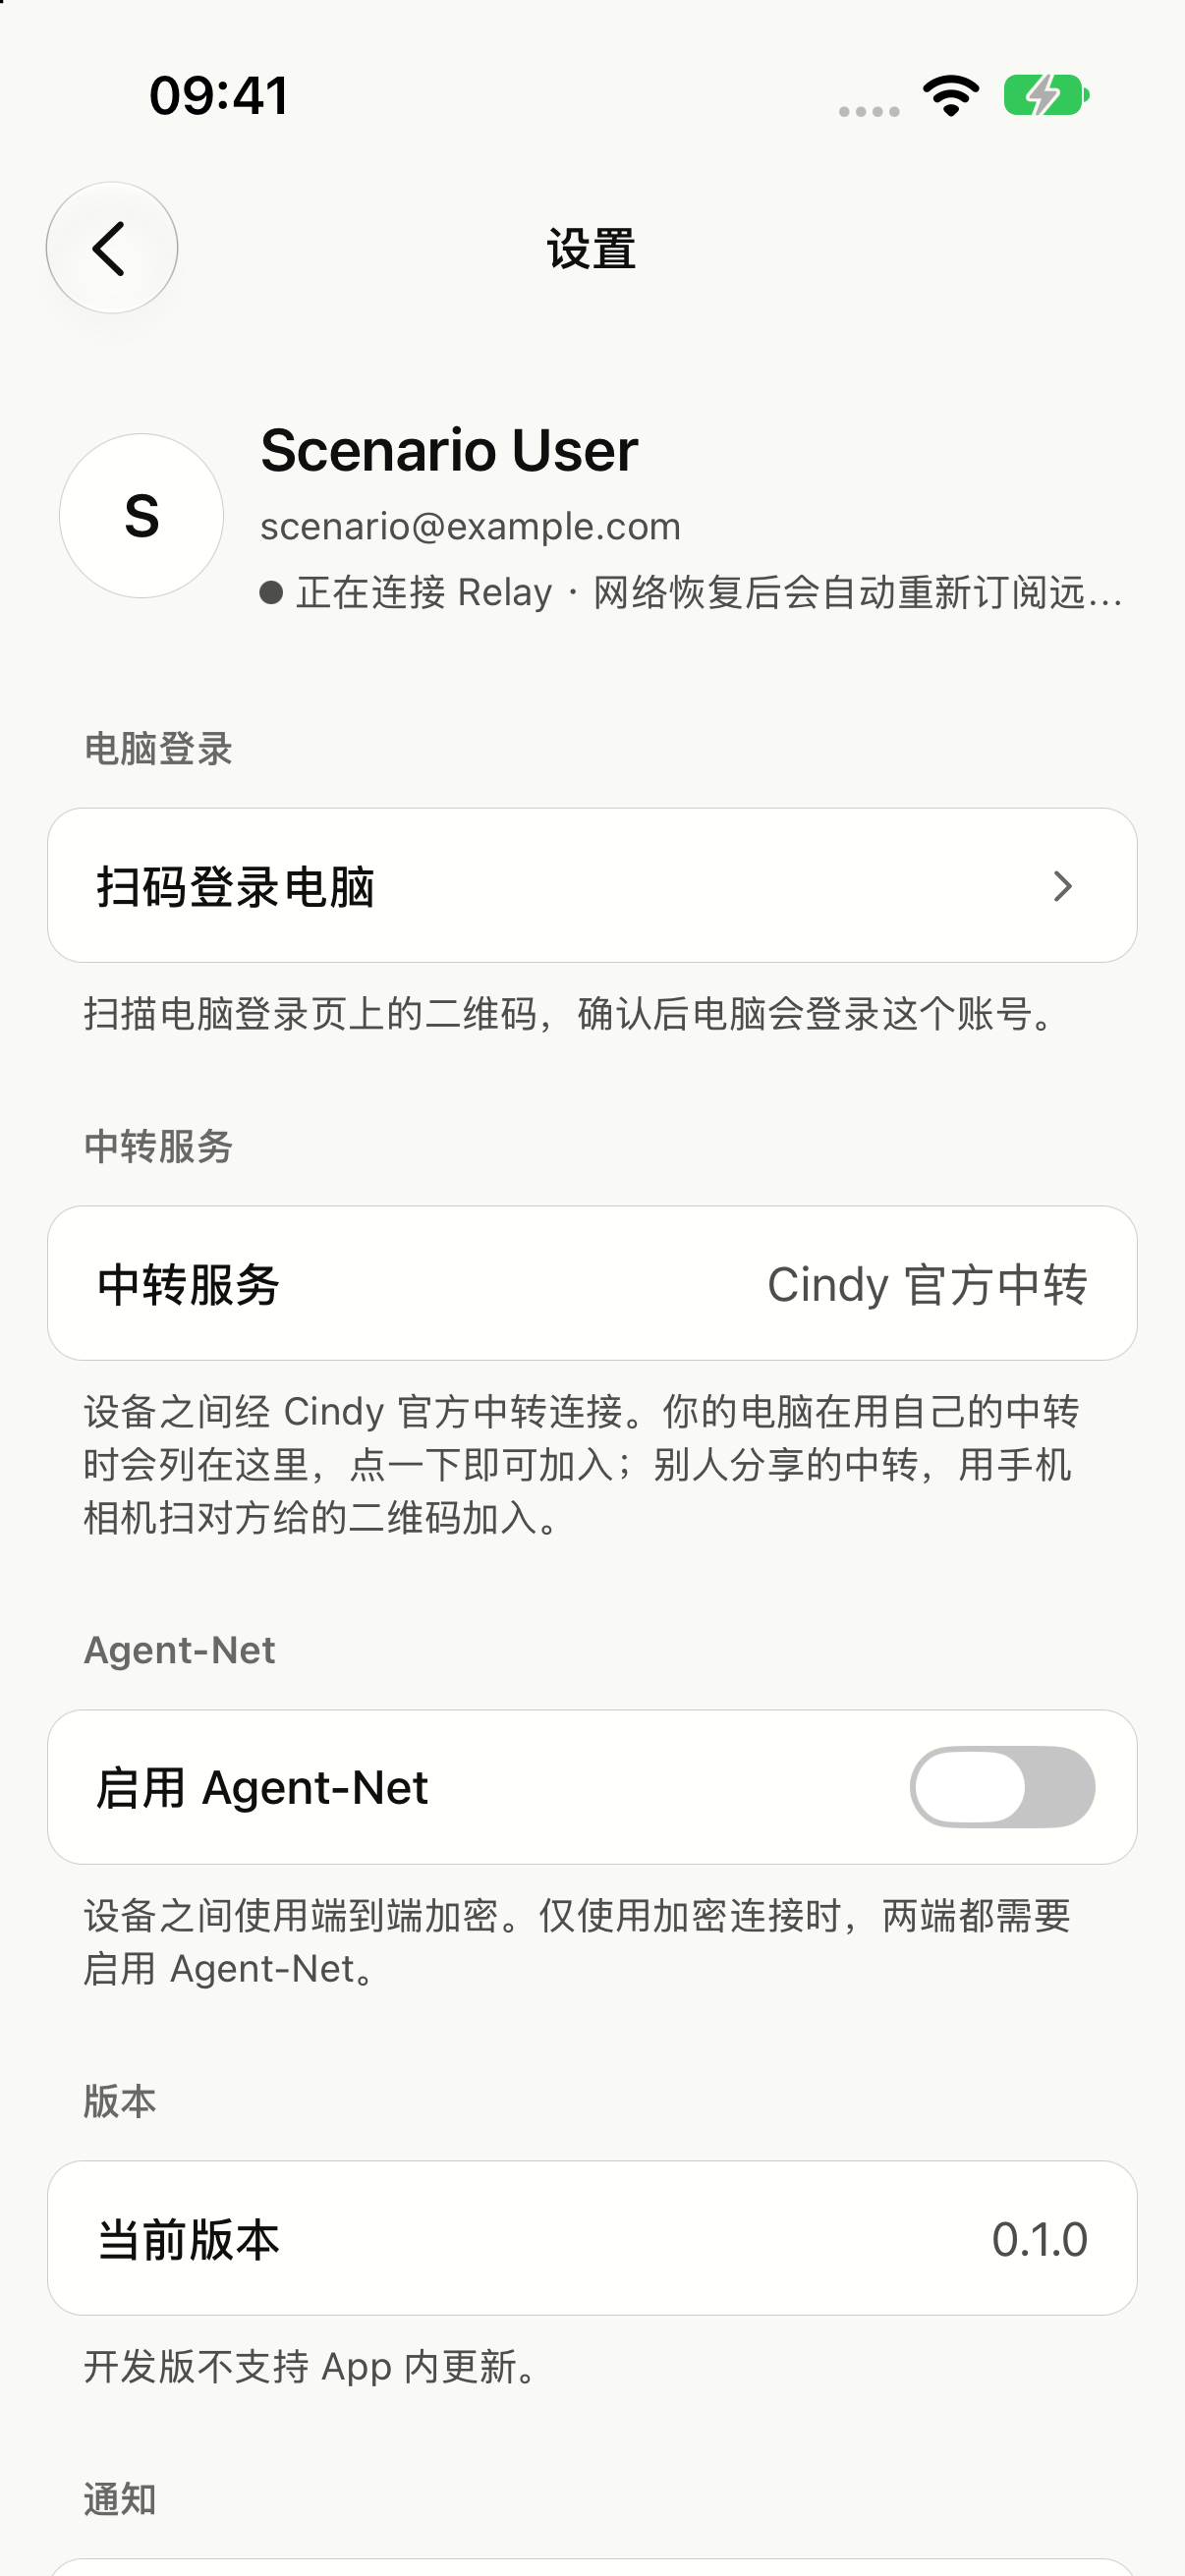 09:41
设置
S
Scenario User
scenario@example.com
正在连接 Relay · 网络恢复后会自动重新订阅远…
电脑登录
扫码登录电脑
扫描电脑登录页上的二维码，确认后电脑会登录这个账号。
中转服务
中转服务
Cindy 官方中转
设备之间经 Cindy 官方中转连接。你的电脑在用自己的中转
时会列在这里，点一下即可加入；别人分享的中转，用手机
相机扫对方给的二维码加入。
Agent-Net
启用 Agent-Net
设备之间使用端到端加密。仅使用加密连接时，两端都需要
启用 Agent-Net。
版本
当前版本
0.1.0
开发版不支持 App 内更新。
通知